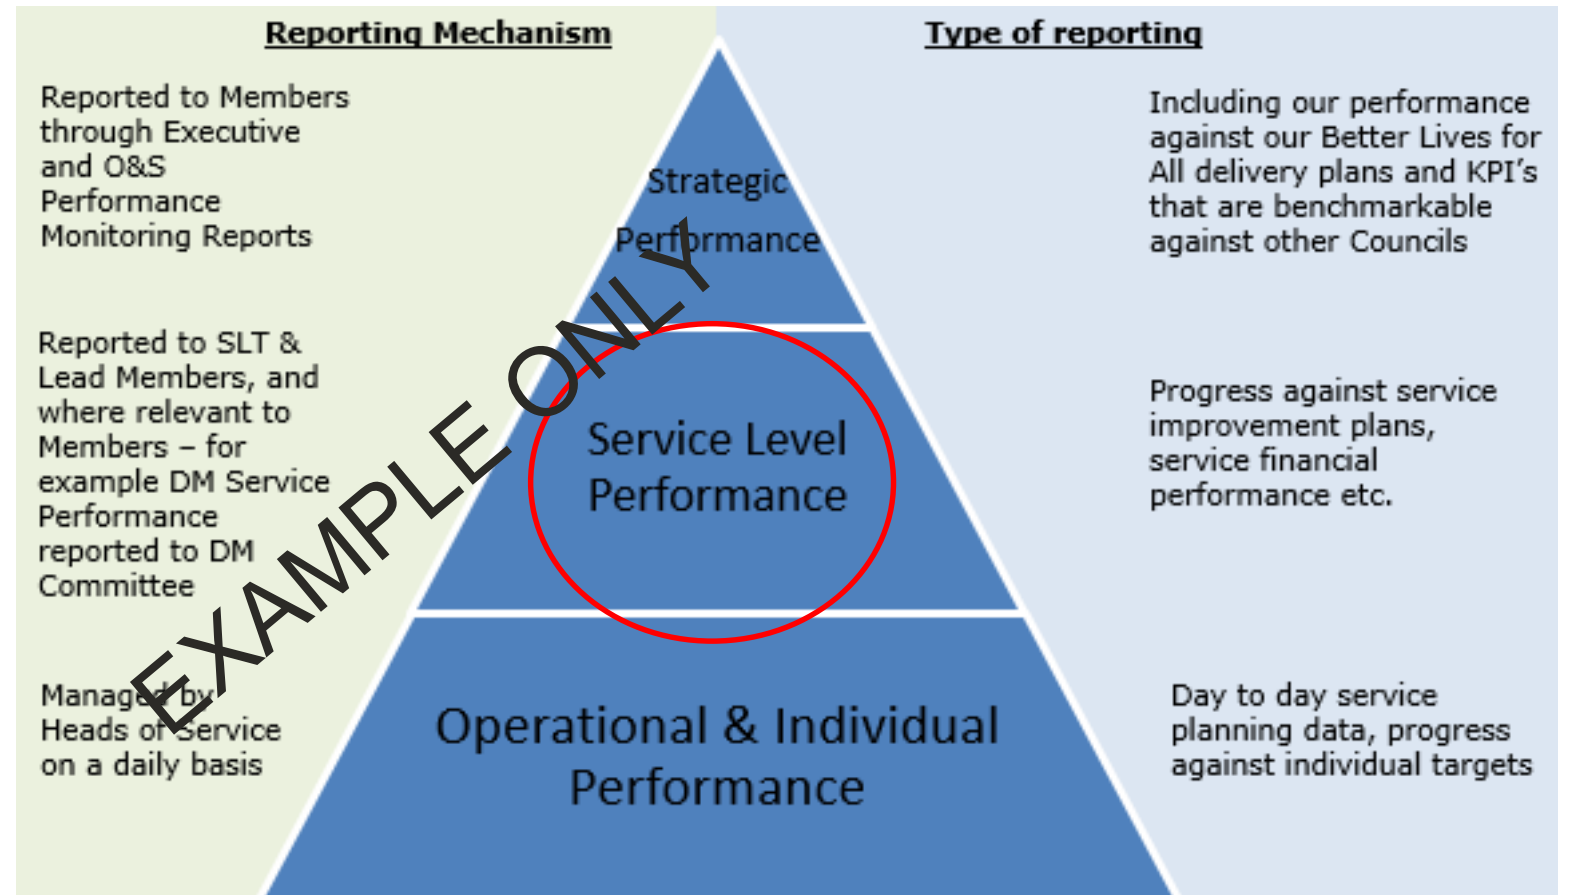 Reporting Mechanism
Type of reporting
Reported to Members
through Executive
and O&S
Performance
Monitoring Reports
Strategic
Performance
Including our performance
against our Better Lives for
All delivery plans and KPI's
that are benchmarkable
against other Councils
Reported to SLT &
Lead Members, and
where relevant to
Members – for
example DM Service
Performance
reported to DM
Committee
Service Level
Performance
Progress against service
improvement plans,
service financial
performance etc.
Managed by
Heads of Service
on a daily basis
Operational & Individual
Performance
Day to day service
planning data, progress
against individual targets
EXAMPLE ONLY